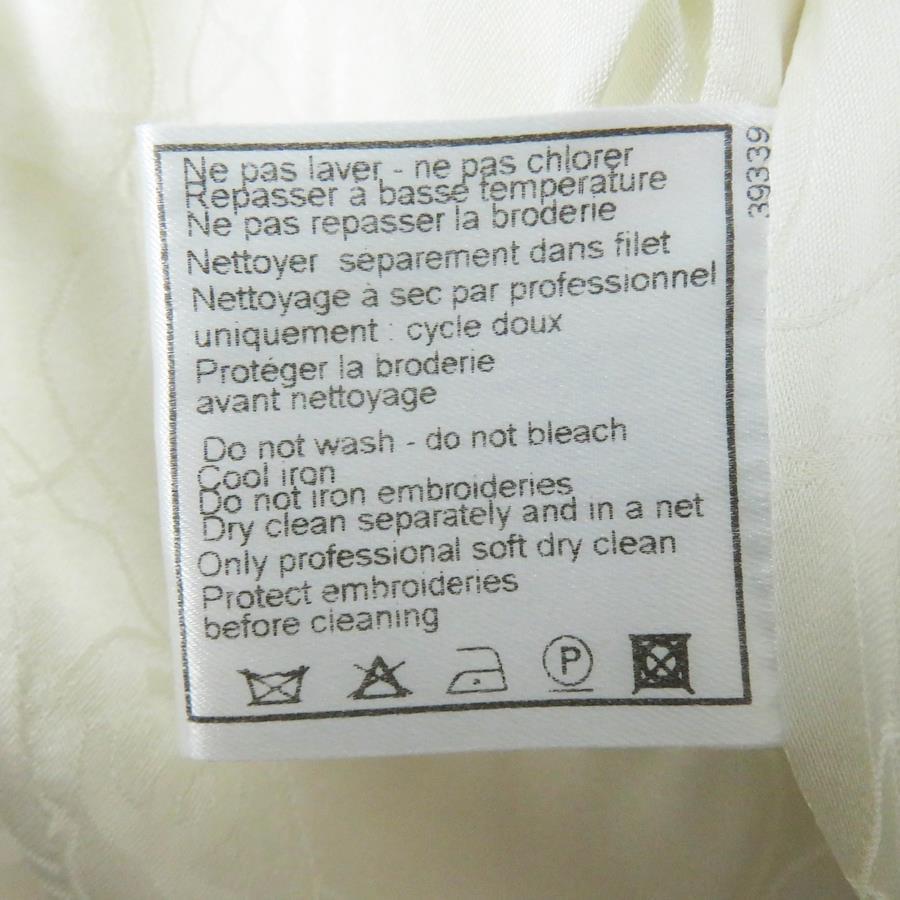 Ne pas laver - ne pas chlorer
Repasser à basse temperature
Ne pas repasser la broderie
Nettoyer separement dans filet
Nettoyage à sec par professionnel
uniquement : cycle doux
Protéger la broderie
avant nettoyage
Do not wash - do not bleach
Cool iron
Do not iron embroideries
Dry clean separately and in a net
Only professional soft dry clean
Protect embroideries
before cleaning
P
39339